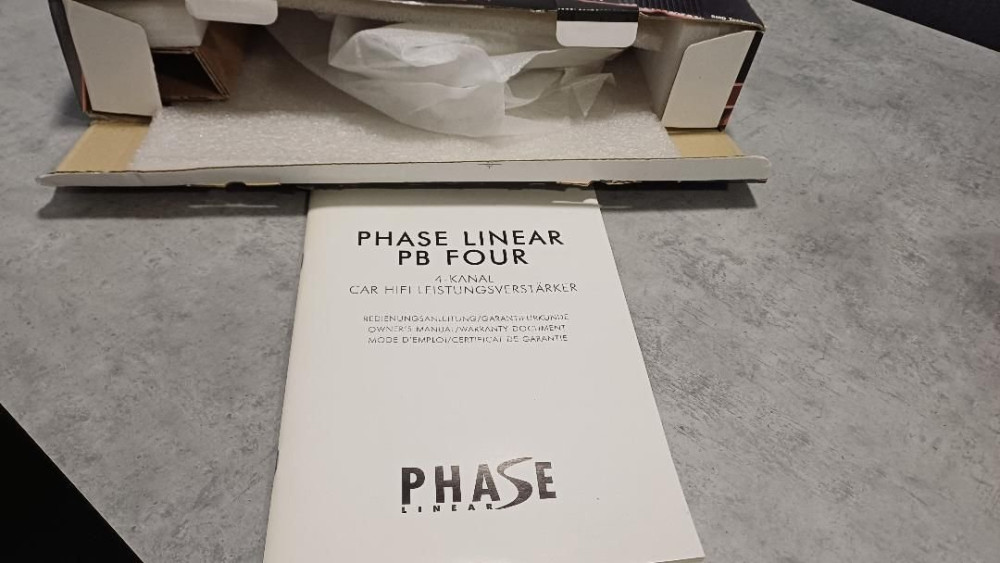 PHASE LINEAR
PB FOUR
4-KANAL
CAR HIFI LEISTUNGSVERSTÄRKER
BEDIENUNGSANLEITUNG/GARANTIEURKUNDE
OWNER'S MANUAL/WARRANTY DOCUMENT
MODE D'EMPLOI/CERTIFICAT DE GARANTIE
PHASE
LINEAR